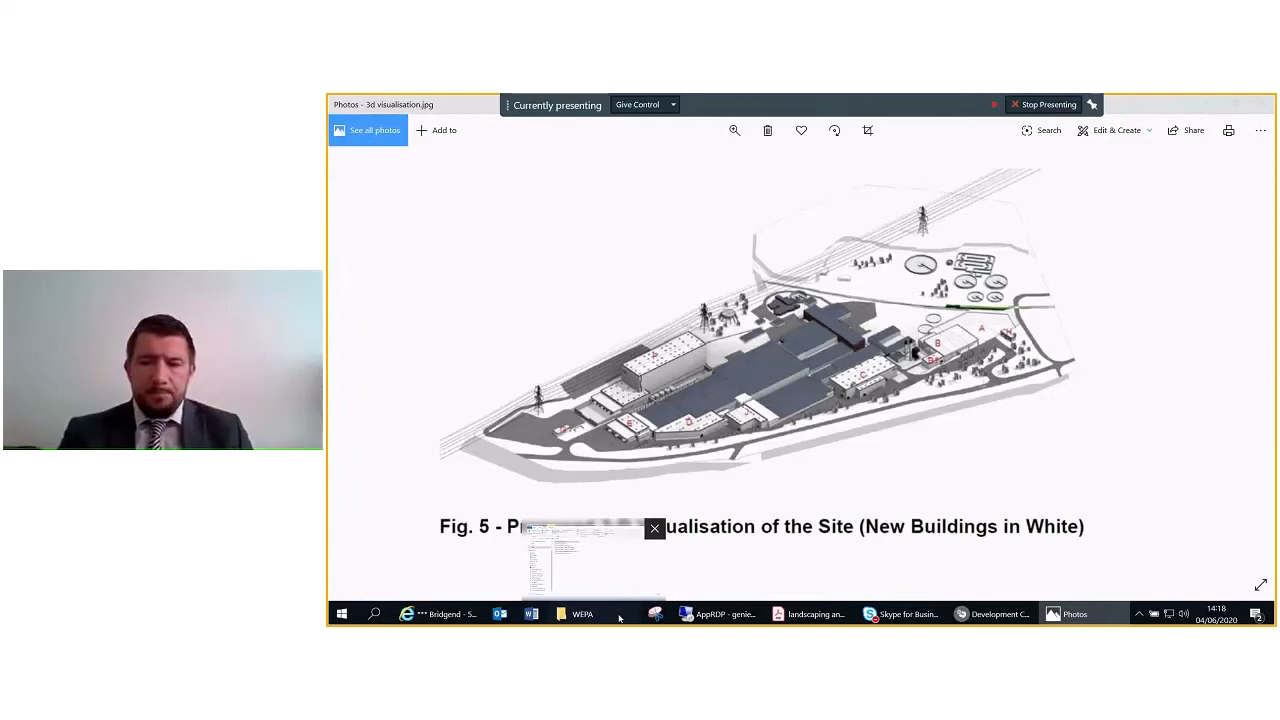 Photos - 3d visualisation.jpg
Currently presenting
Give Control
Stop Presenting
See all photos
Add to
Search
Edit & Create
Share
A
B
C
D
E
J
Fig. 5 - P ualisation of the Site (New Buildings in White)
*** Bridgend - S...
WEPA
AppRDP - genie...
landscaping an...
Skype for Busin...
Development C...
Photos
14:18
04/06/2020
2